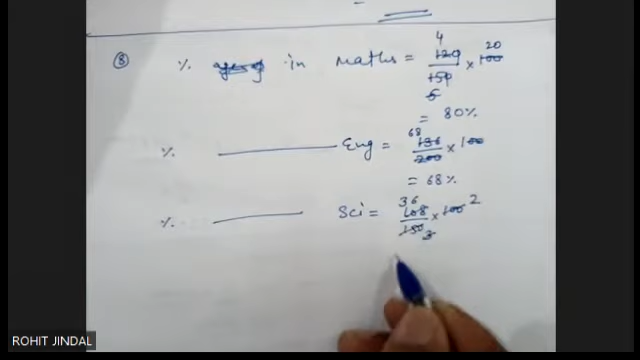 ⑧ % in maths = 120/150 × 100 4 5 20
= 80%
% ——— Eng = 136/200 × 100 68
= 68%
% ——— Sci = 108/150 × 100 36 3 2
ROHIT JINDAL